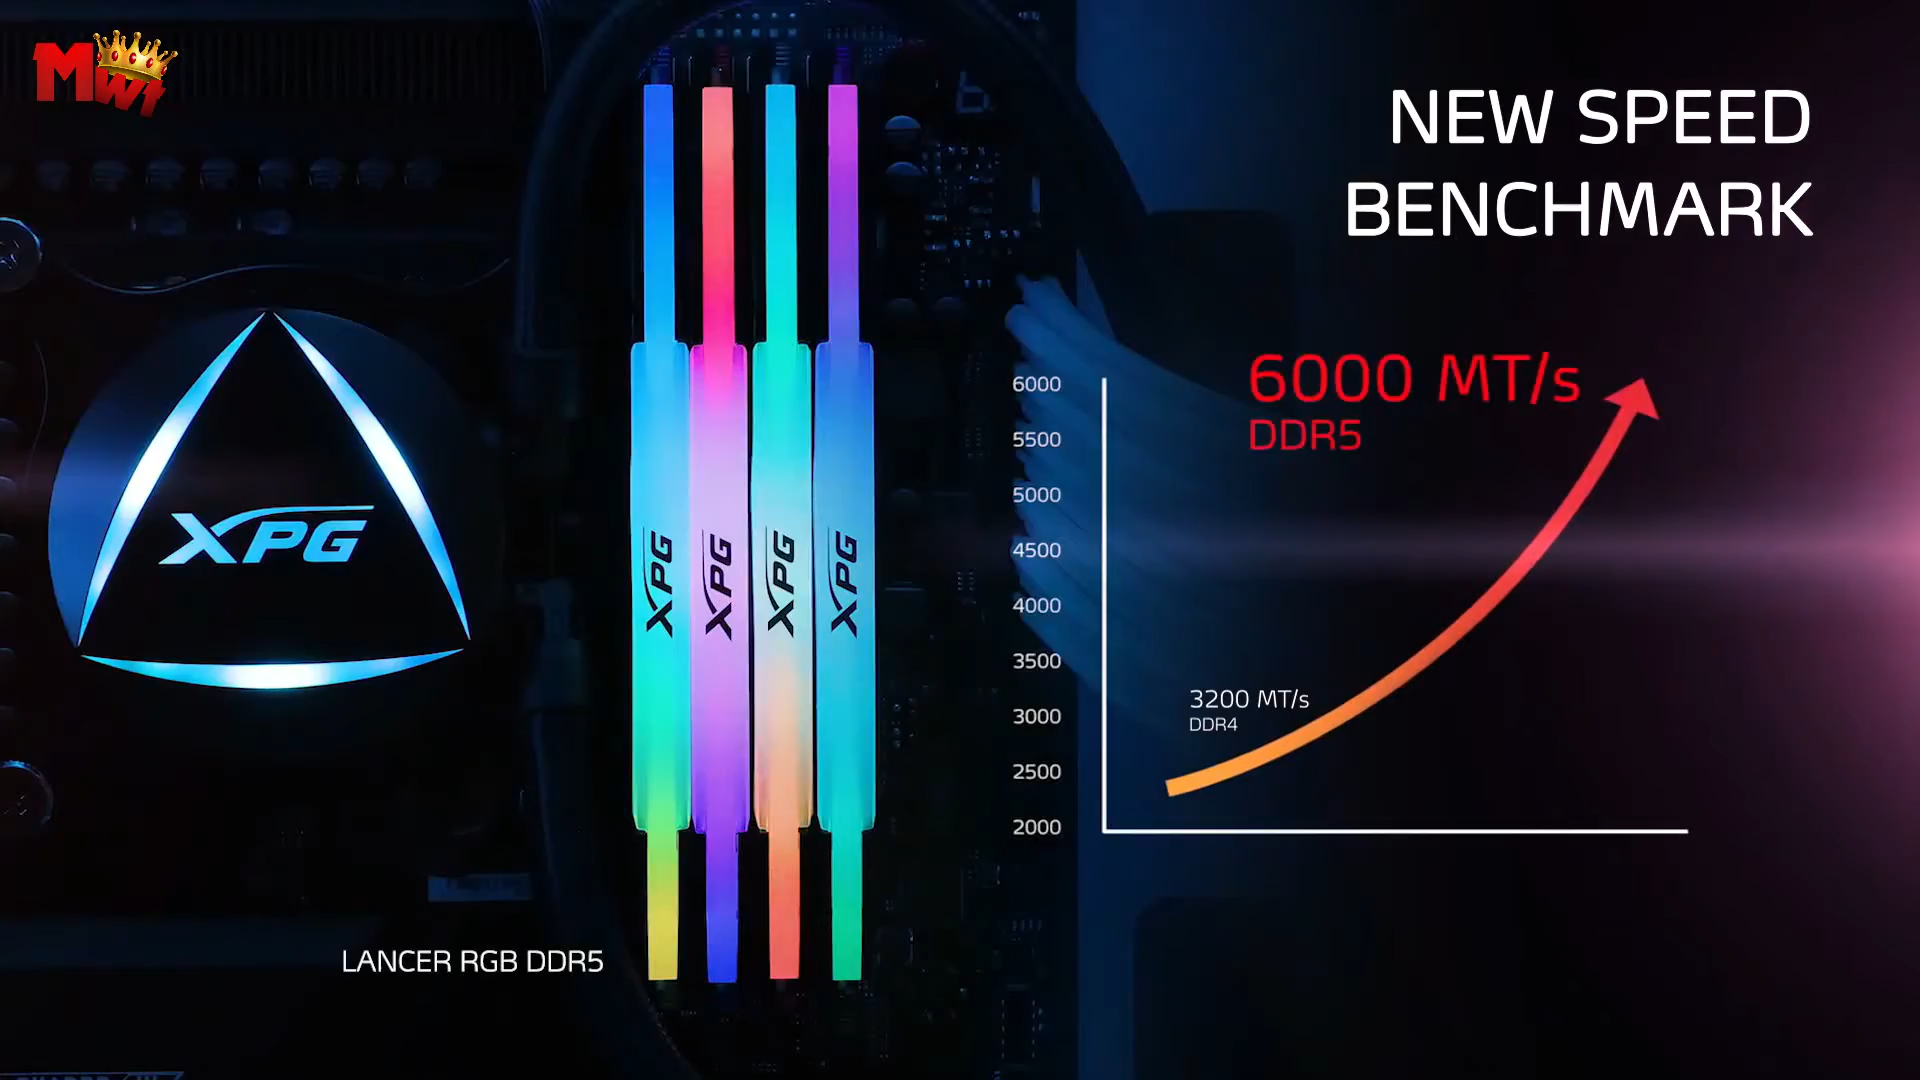 Mwt
NEW SPEED
BENCHMARK
XPG
XPG
XPG
XPG
XPG
6000 MT/s
DDR5
6000
5500
5000
4500
4000
3500
3000
2500
2000
3200 MT/s
DDR4
LANCER RGB DDR5